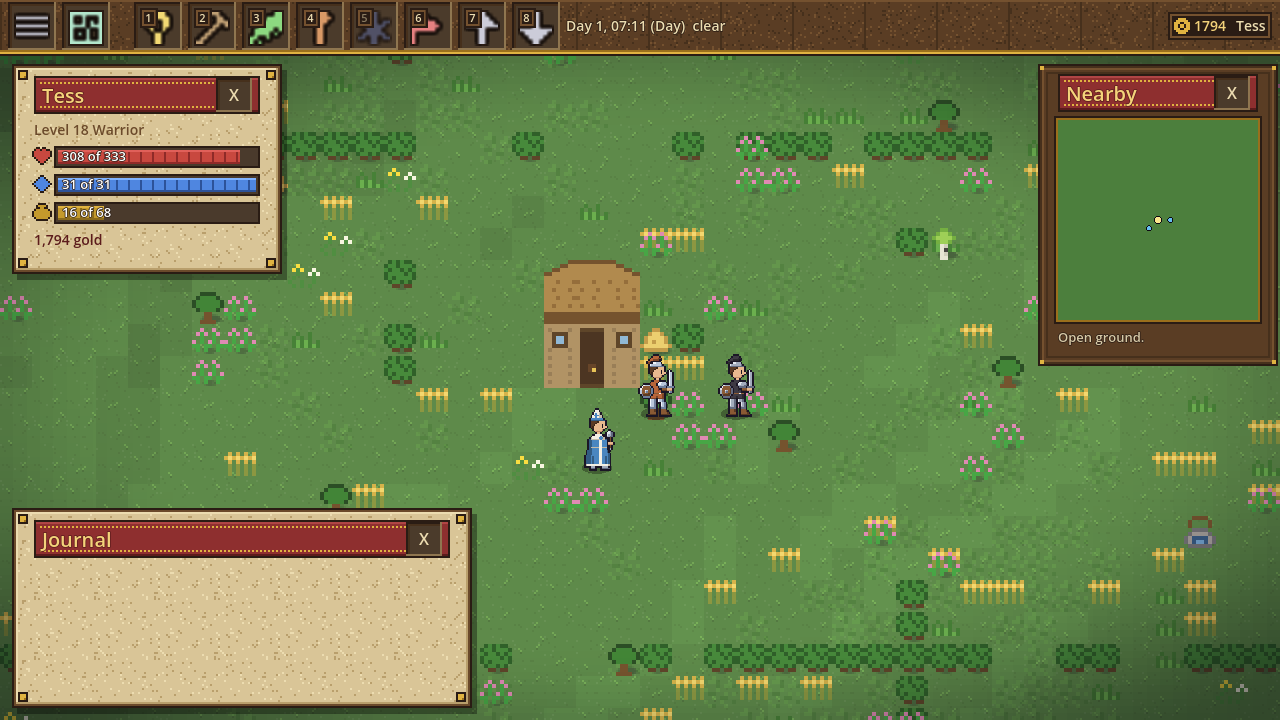 1 2 3 4 5 6 7 8 Day 1, 07:11 (Day) clear 1794 Tess
Tess X
Level 18 Warrior
308 of 333
31 of 31
16 of 68
1,794 gold
Nearby X
Open ground.
Journal X